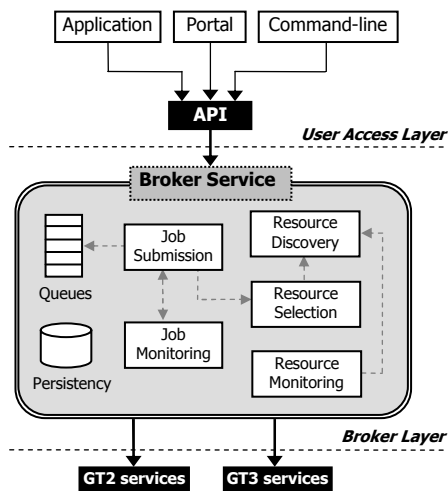 Application
Portal
Command-line
API
User Access Layer
Broker Service
Queues
Job
Submission
Resource
Discovery
Resource
Selection
Job
Monitoring
Persistency
Resource
Monitoring
Broker Layer
GT2 services
GT3 services